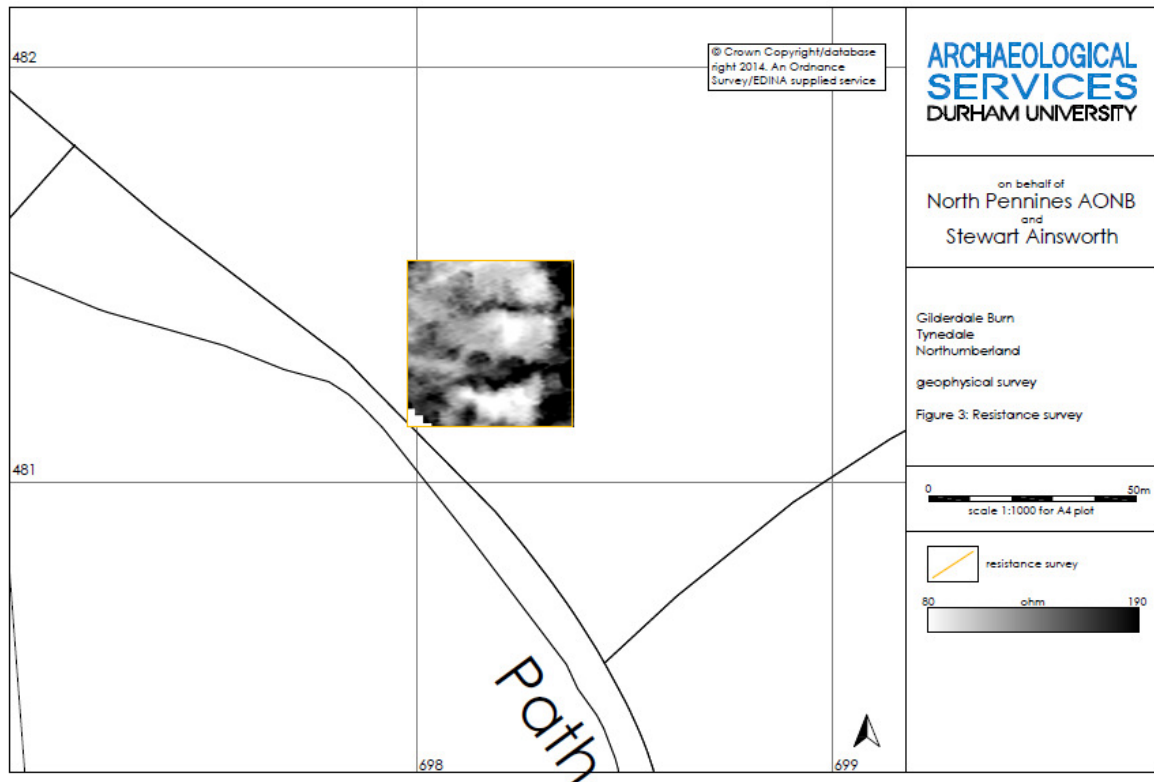 482
© Crown Copyright/database
right 2014. An Ordnance
Survey/EDINA supplied service
481
698
699
Path
ARCHAEOLOGICAL
SERVICES
DURHAM UNIVERSITY
on behalf of
North Pennines AONB
and
Stewart Ainsworth
Gilderdale Burn
Tynedale
Northumberland
geophysical survey
Figure 3: Resistance survey
0 50m
scale 1:1000 for A4 plot
resistance survey
80 ohm 190